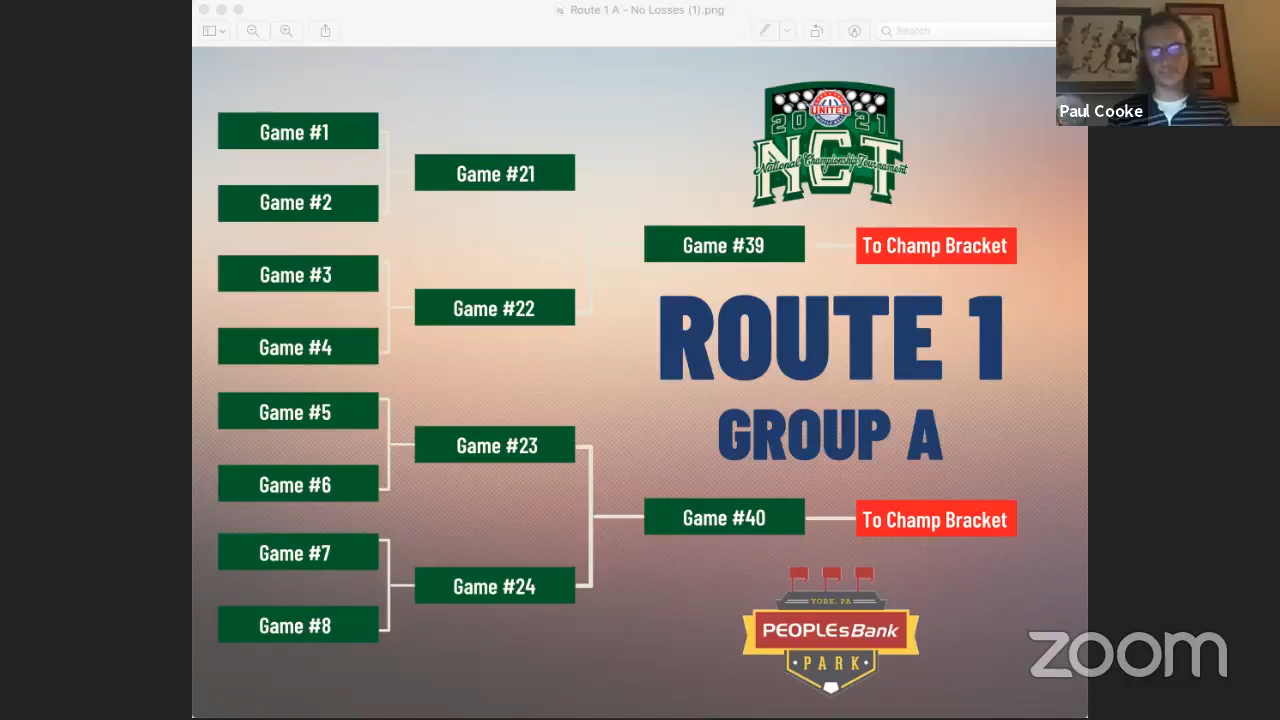 Route 1 A - No Losses (1).png
Search
Paul Cooke
Game #1
Game #2
Game #3
Game #4
Game #5
Game #6
Game #7
Game #8
Game #21
Game #22
Game #23
Game #24
UNITED
2021
NCT
National Championship Tournament
Game #39
To Champ Bracket
ROUTE 1
GROUP A
Game #40
To Champ Bracket
YORK, PA
PEOPLEsBank
PARK
zoom